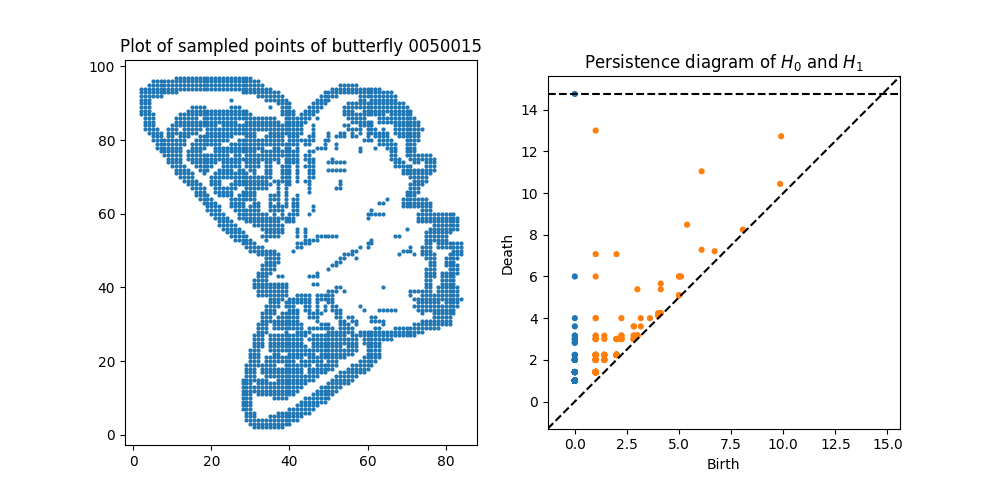 Plot of sampled points of butterfly 0050015
100
80
60
40
20
0
0 20 40 60 80
Persistence diagram of H₀ and H₁
Death
14
12
10
8
6
4
2
0
0.0 2.5 5.0 7.5 10.0 12.5 15.0
Birth